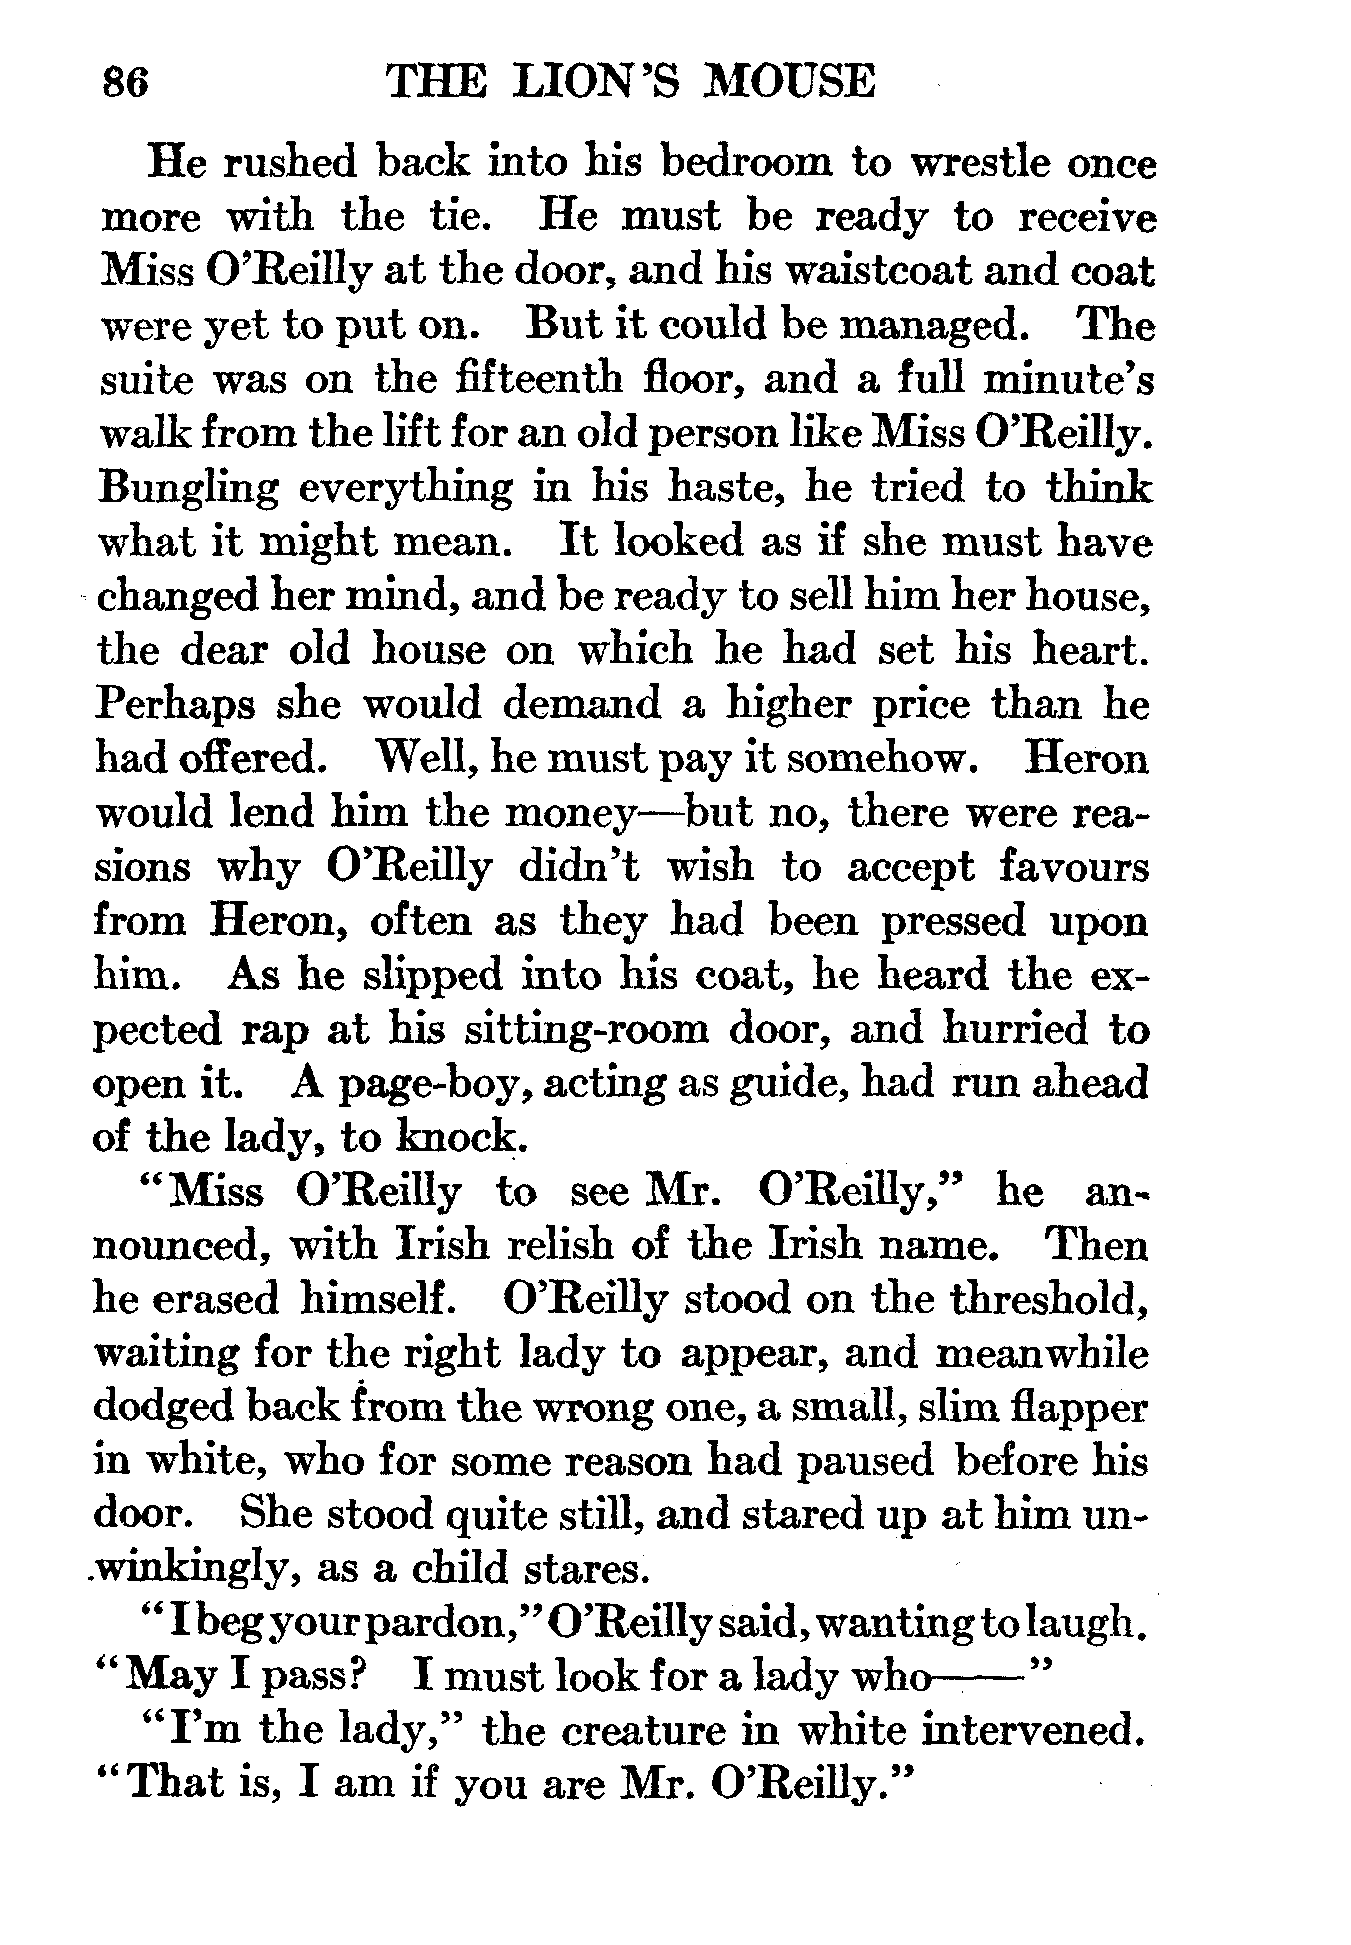 86 THE LION'S MOUSE
He rushed back into his bedroom to wrestle once
more with the tie. He must be ready to receive
Miss O'Reilly at the door, and his waistcoat and coat
were yet to put on. But it could be managed. The
suite was on the fifteenth floor, and a full minute's
walk from the lift for an old person like Miss O'Reilly.
Bungling everything in his haste, he tried to think
what it might mean. It looked as if she must have
changed her mind, and be ready to sell him her house,
the dear old house on which he had set his heart.
Perhaps she would demand a higher price than he
had offered. Well, he must pay it somehow. Heron
would lend him the money—but no, there were rea-
sions why O'Reilly didn't wish to accept favours
from Heron, often as they had been pressed upon
him. As he slipped into his coat, he heard the ex-
pected rap at his sitting-room door, and hurried to
open it. A page-boy, acting as guide, had run ahead
of the lady, to knock.
"Miss O'Reilly to see Mr. O'Reilly," he an-
nounced, with Irish relish of the Irish name. Then
he erased himself. O'Reilly stood on the threshold,
waiting for the right lady to appear, and meanwhile
dodged back from the wrong one, a small, slim flapper
in white, who for some reason had paused before his
door. She stood quite still, and stared up at him un-
winkingly, as a child stares.
"I beg your pardon," O'Reilly said, wanting to laugh.
"May I pass? I must look for a lady who——"
"I'm the lady," the creature in white intervened.
"That is, I am if you are Mr. O'Reilly."